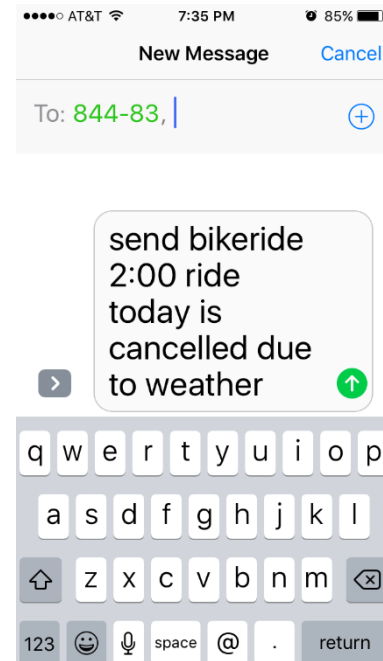 AT&T 7:35 PM 85%
New Message Cancel
To: 844-83,
send bikeride
2:00 ride
today is
cancelled due
to weather
q w e r t y u i o p
a s d f g h j k l
z x c v b n m
123 space @ . return